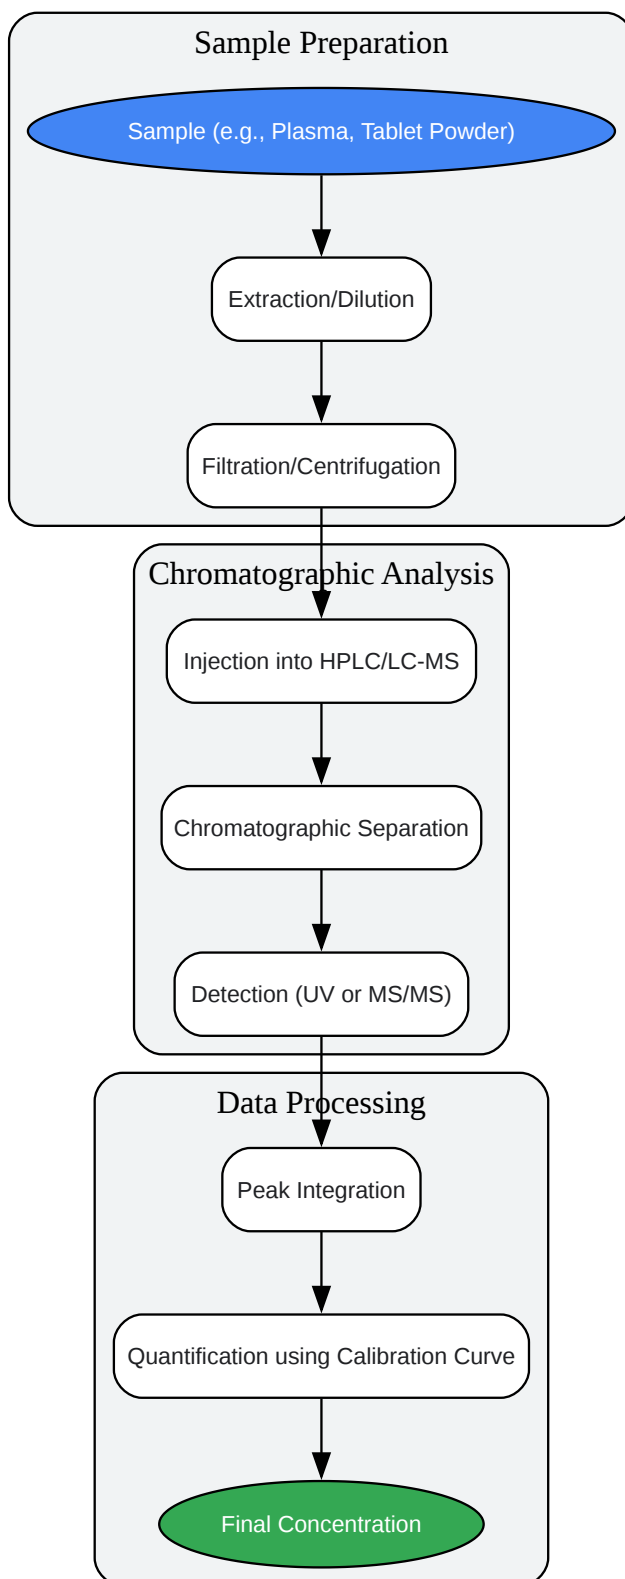 Sample Preparation
Sample (e.g., Plasma, Tablet Powder)
Extraction/Dilution
Filtration/Centrifugation
Chromatographic Analysis
Injection into HPLC/LC-MS
Chromatographic Separation
Detection (UV or MS/MS)
Data Processing
Peak Integration
Quantification using Calibration Curve
Final Concentration